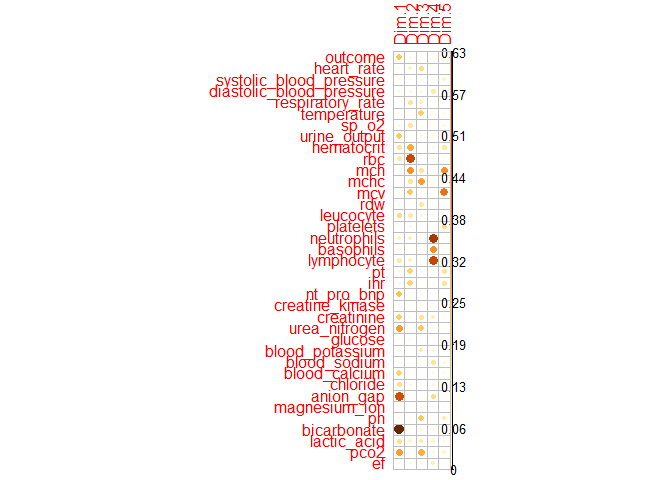 Dim.1 Dim.2 Dim.3 Dim.4 Dim.5
outcome
heart_rate
systolic_blood_pressure
diastolic_blood_pressure
respiratory_rate
temperature
sp_o2
urine_output
hematocrit
rbc
mch
mchc
mcv
rdw
leucocyte
platelets
neutrophils
basophils
lymphocyte
pt
inr
nt_pro_bnp
creatine_kinase
creatinine
urea_nitrogen
glucose
blood_potassium
blood_sodium
blood_calcium
chloride
anion_gap
magnesium_ion
ph
bicarbonate
lactic_acid
pco2
ef
0.63
0.57
0.51
0.44
0.38
0.32
0.25
0.19
0.13
0.06
0